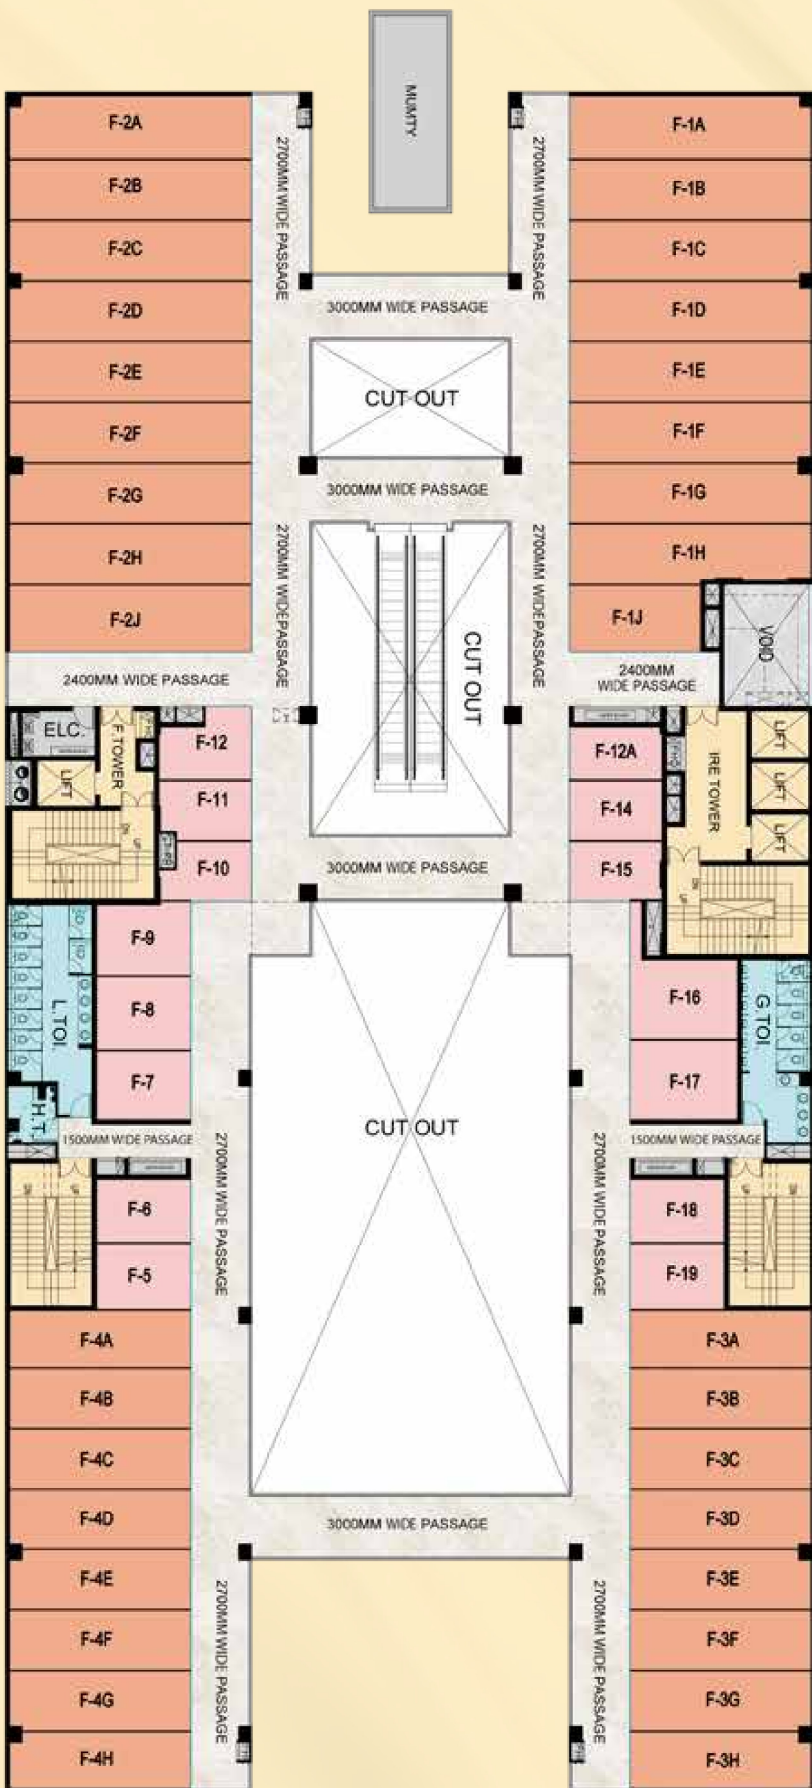 MUMTY
F-2A
F-1A
2700MM WIDE PASSAGE
2700MM WIDE PASSAGE
F-2B
F-1B
F-2C
F-1C
F-2D
3000MM WIDE PASSAGE
F-1D
F-2E
F-1E
CUT OUT
F-2F
F-1F
F-2G
3000MM WIDE PASSAGE
F-1G
F-2H
F-1H
2700MM WIDEPASSAGE
2700MM WIDEPASSAGE
F-2J
F-1J
VOID
CUT OUT
2400MM WIDE PASSAGE
2400MM
WIDE PASSAGE
ELC.
F.TOWER
LIFT
F-12
F-12A
IRE TOWER
LIFT
LIFT
LIFT
F-11
F-14
F-10
3000MM WIDE PASSAGE
F-15
DN
UP
DN
UP
F-9
F-8
F-16
L.TOI.
G.TOI.
F-7
F-17
H.T.
CUT OUT
1500MM WIDE PASSAGE
1500MM WIDE PASSAGE
2700MM WIDE PASSAGE
2700MM WIDE PASSAGE
F-6
F-18
F-5
F-19
F-4A
F-3A
F-4B
F-3B
F-4C
F-3C
F-4D
3000MM WIDE PASSAGE
F-3D
F-4E
F-3E
2700MM WIDE PASSAGE
2700MM WIDE PASSAGE
F-4F
F-3F
F-4G
F-3G
F-4H
F-3H